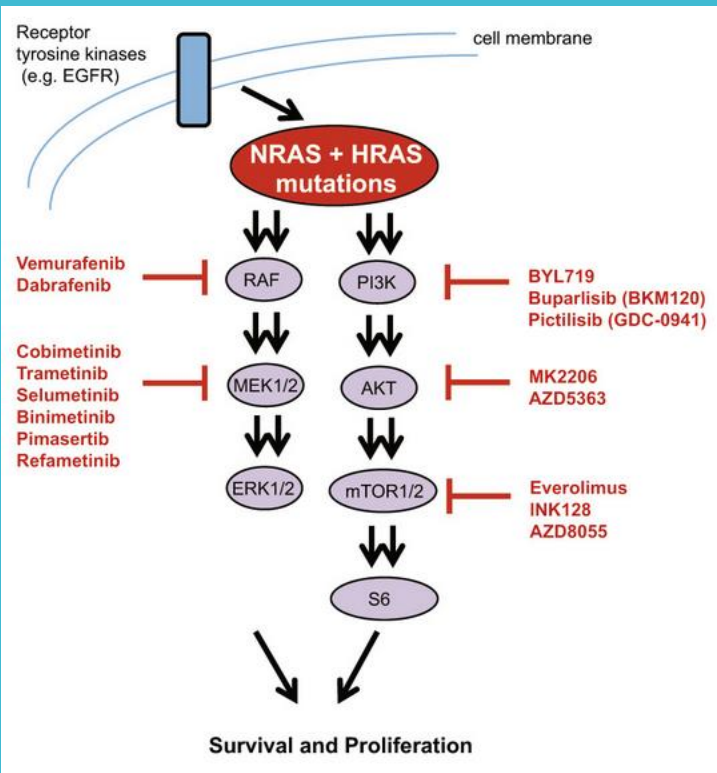 Receptor
tyrosine kinases
(e.g. EGFR)
cell membrane
NRAS + HRAS
mutations
Vemurafenib
Dabrafenib
RAF
PI3K
BYL719
Buparlisib (BKM120)
Pictilisib (GDC-0941)
Cobimetinib
Trametinib
Selumetinib
Binimetinib
Pimasertib
Refametinib
MEK1/2
AKT
MK2206
AZD5363
ERK1/2
mTOR1/2
Everolimus
INK128
AZD8055
S6
Survival and Proliferation